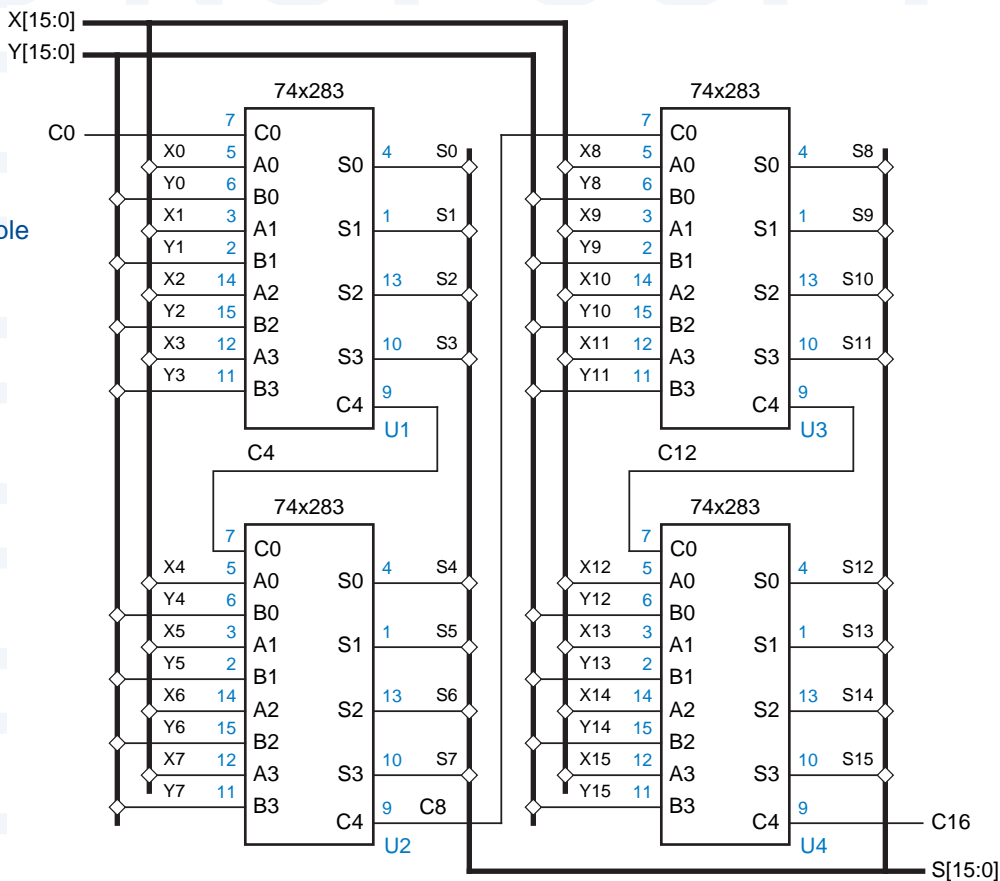 X[15:0]
Y[15:0]
74x283
74x283
C0
7
C0
7
C0
X0 5 A0 S0 4 S0
X8 5 A0 S0 4 S8
Y0 6 B0
Y8 6 B0
X1 3 A1 S1 1 S1
X9 3 A1 S1 1 S9
ole
Y1 2 B1
Y9 2 B1
X2 14 A2 S2 13 S2
X10 14 A2 S2 13 S10
Y2 15 B2
Y10 15 B2
X3 12 A3 S3 10 S3
X11 12 A3 S3 10 S11
Y3 11 B3
Y11 11 B3
C4 9
C4 9
U1
U3
C4
C12
74x283
74x283
7
C0
7
C0
X4 5 A0 S0 4 S4
X12 5 A0 S0 4 S12
Y4 6 B0
Y12 6 B0
X5 3 A1 S1 1 S5
X13 3 A1 S1 1 S13
Y5 2 B1
Y13 2 B1
X6 14 A2 S2 13 S6
X14 14 A2 S2 13 S14
Y6 15 B2
Y14 15 B2
X7 12 A3 S3 10 S7
X15 12 A3 S3 10 S15
Y7 11 B3
Y15 11 B3
C4 9 C8
C4 9 C16
U2
U4
S[15:0]